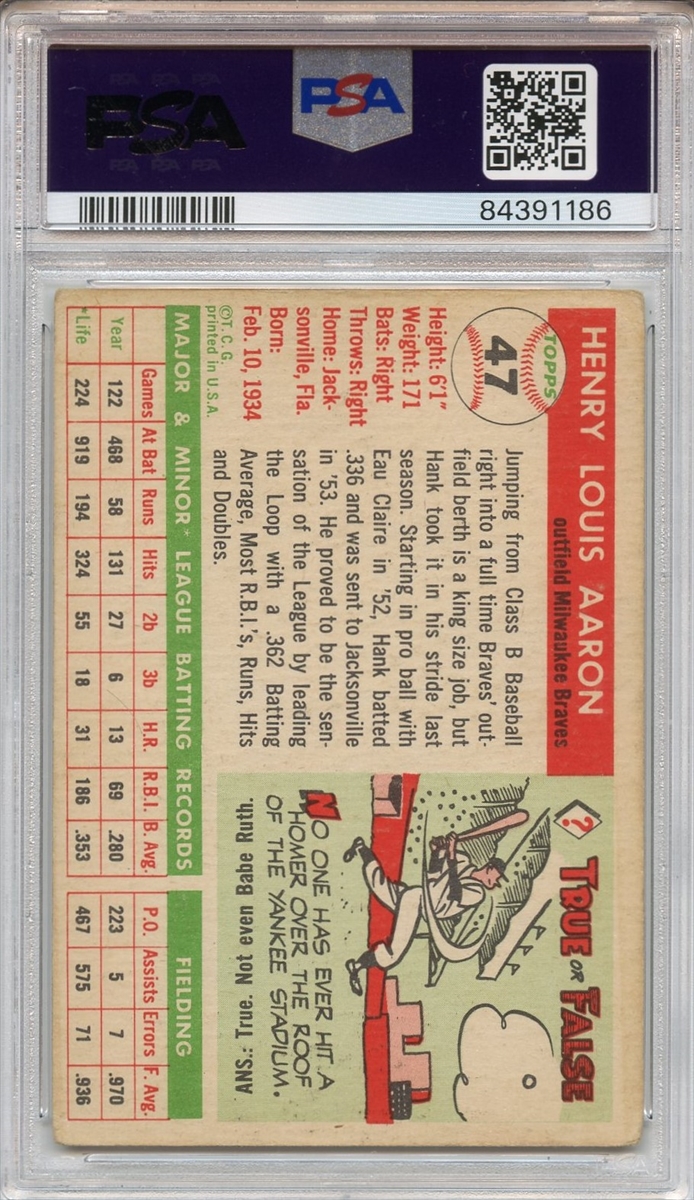 PSA
PSA PSA PSA
PSA
PSA PSA PSA
84391186
HENRY LOUIS AARON
outfield Milwaukee Braves
TOPPS
47
Height: 6'1"
Weight: 171
Bats: Right
Throws: Right
Home: Jack-
sonville, Fla.
Born:
Feb. 10, 1934
©T. C. G.
printed in U.S.A.
Jumping from Class B Baseball
right into a full time Braves' out-
field berth is a king size job, but
Hank took it in his stride last
season. Starting in pro ball with
Eau Claire in '52, Hank batted
.336 and was sent to Jacksonville
in '53. He proved to be the sen-
sation of the League by leading
the Loop with a .362 Batting
Average, Most R.B.I.'s, Runs, Hits
and Doubles.
? TRUE OR FALSE
NO ONE HAS EVER HIT A
HOMER OVER THE ROOF
OF THE YANKEE STADIUM.
ANS.: True. Not even Babe Ruth.
MAJOR & MINOR* LEAGUE BATTING RECORDS FIELDING
Games At Bat Runs Hits 2b 3b H.R. R.B.I. B. Avg. P.O. Assists Errors F. Avg.
Year 122 468 58 131 27 6 13 69 .280 223 5 7 .970
*Life 224 919 194 324 55 18 31 186 .353 467 575 71 .936